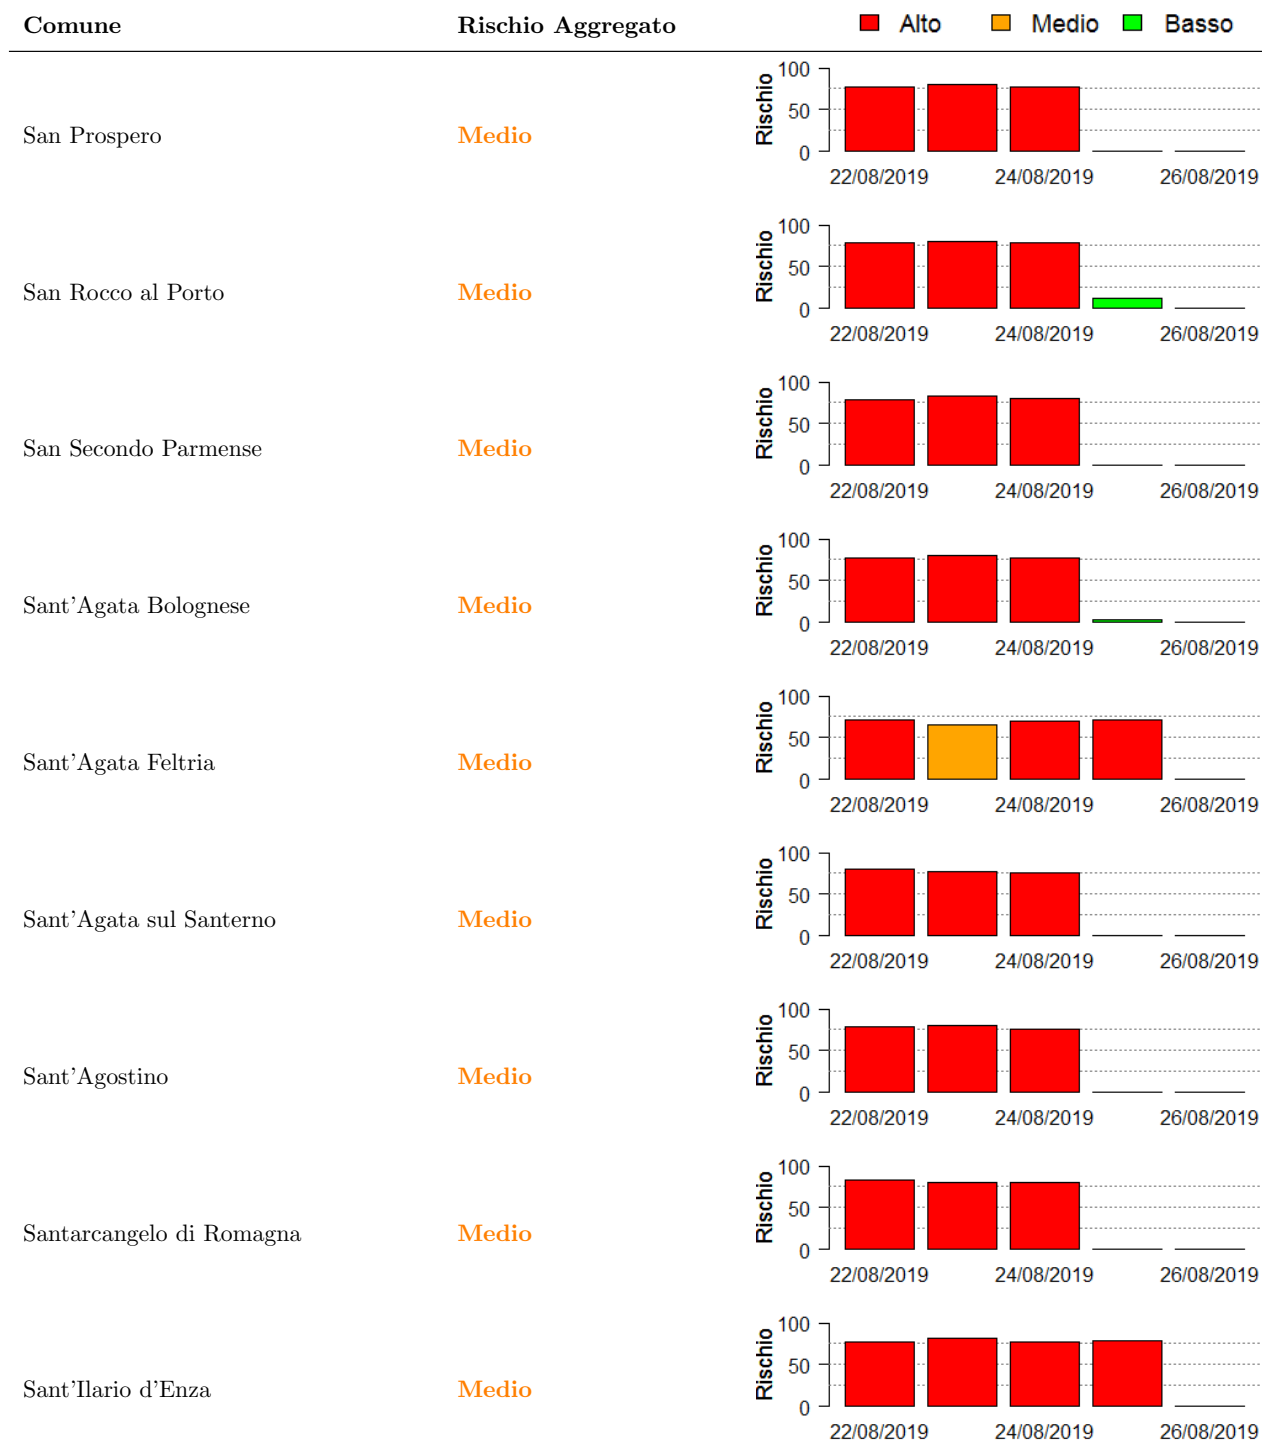 Comune Rischio Aggregato Alto Medio Basso
San Prospero Medio
Rischio
100
50
0
22/08/2019 24/08/2019 26/08/2019
San Rocco al Porto Medio
Rischio
100
50
0
22/08/2019 24/08/2019 26/08/2019
San Secondo Parmense Medio
Rischio
100
50
0
22/08/2019 24/08/2019 26/08/2019
Sant'Agata Bolognese Medio
Rischio
100
50
0
22/08/2019 24/08/2019 26/08/2019
Sant'Agata Feltria Medio
Rischio
100
50
0
22/08/2019 24/08/2019 26/08/2019
Sant'Agata sul Santerno Medio
Rischio
100
50
0
22/08/2019 24/08/2019 26/08/2019
Sant'Agostino Medio
Rischio
100
50
0
22/08/2019 24/08/2019 26/08/2019
Santarcangelo di Romagna Medio
Rischio
100
50
0
22/08/2019 24/08/2019 26/08/2019
Sant'Ilario d'Enza Medio
Rischio
100
50
0
22/08/2019 24/08/2019 26/08/2019